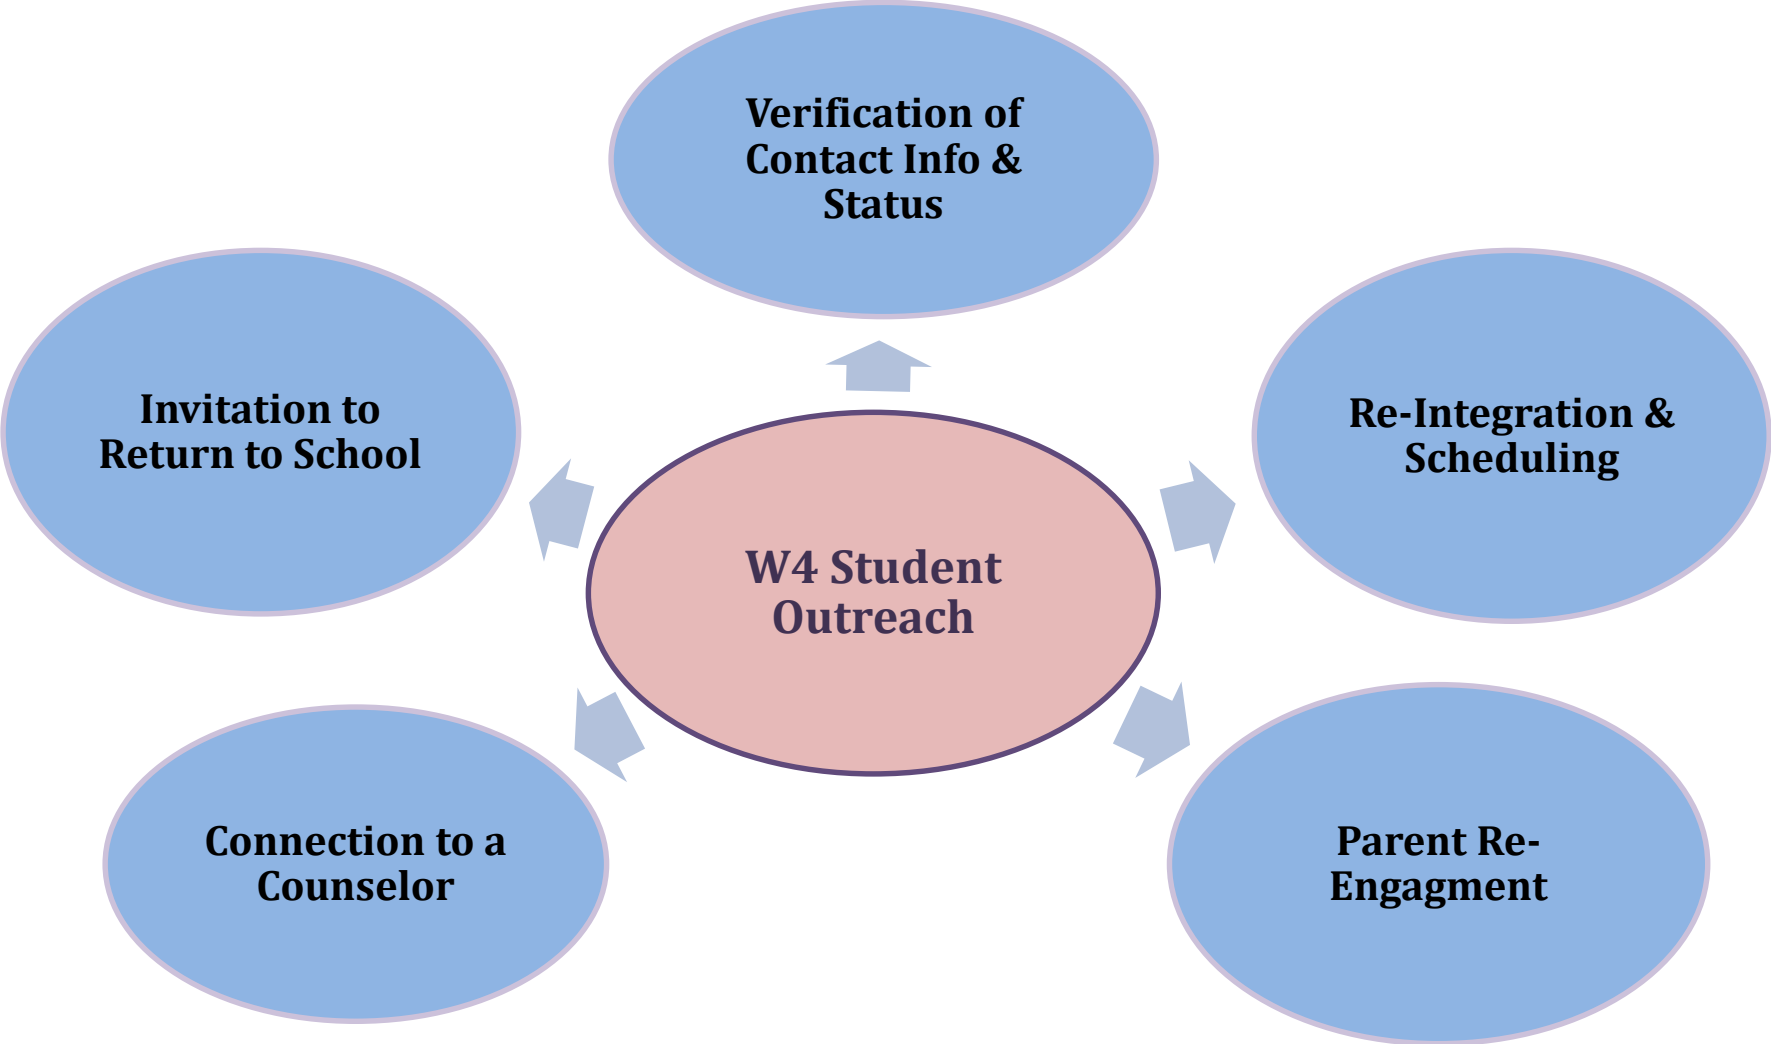 Verification of
Contact Info &
Status
Invitation to
Return to School
Re-Integration &
Scheduling
W4 Student
Outreach
Connection to a
Counselor
Parent Re-
Engagment